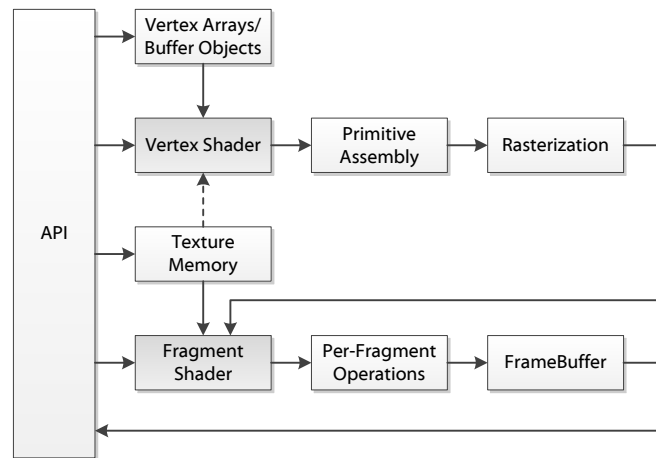 Vertex Arrays/
Buffer Objects
Vertex Shader
Primitive
Assembly
Rasterization
API
Texture
Memory
Fragment
Shader
Per-Fragment
Operations
FrameBuffer